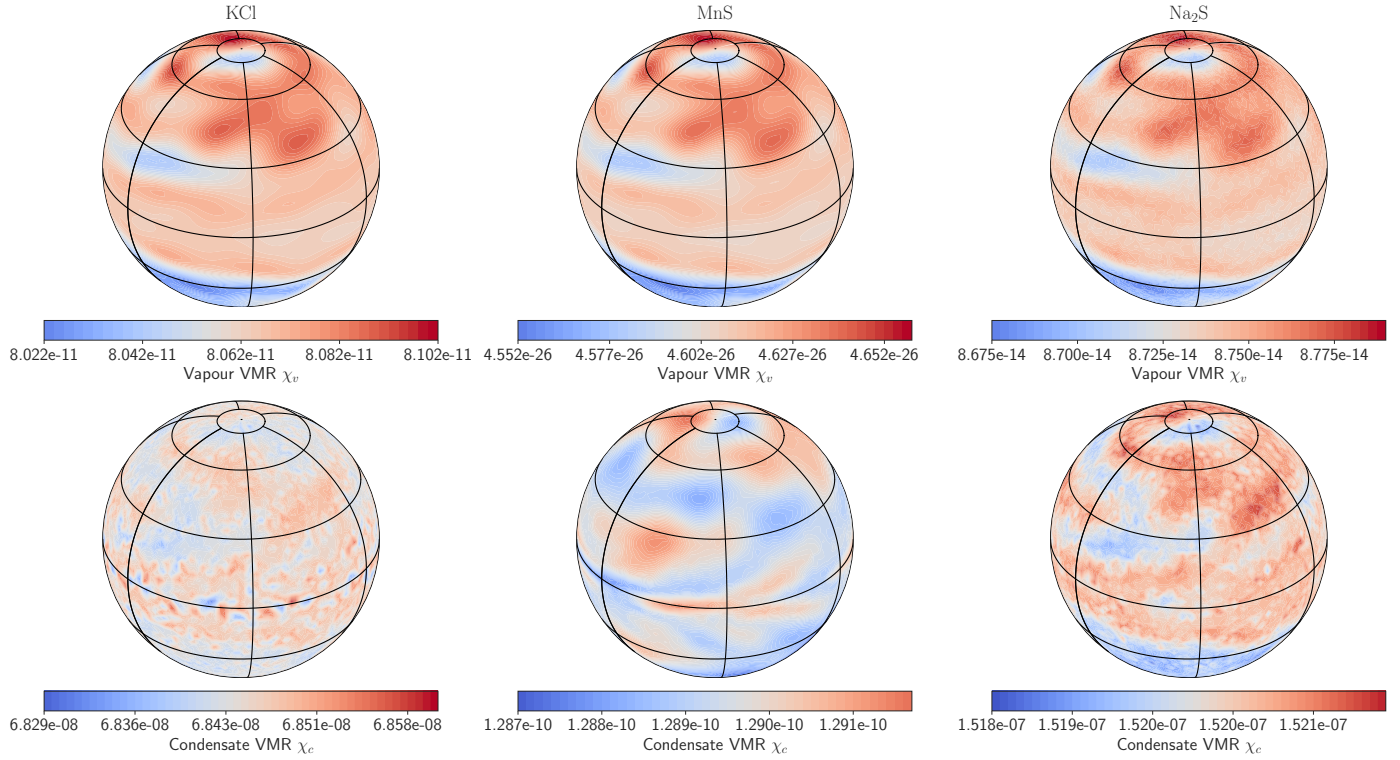 KCl MnS Na₂S
8.022e-11 8.042e-11 8.062e-11 8.082e-11 8.102e-11 4.552e-26 4.577e-26 4.602e-26 4.627e-26 4.652e-26 8.675e-14 8.700e-14 8.725e-14 8.750e-14 8.775e-14
Vapour VMR χᵥ Vapour VMR χᵥ Vapour VMR χᵥ
6.829e-08 6.836e-08 6.843e-08 6.851e-08 6.858e-08 1.287e-10 1.288e-10 1.289e-10 1.290e-10 1.291e-10 1.518e-07 1.519e-07 1.520e-07 1.520e-07 1.521e-07
Condensate VMR χ_c Condensate VMR χ_c Condensate VMR χ_c